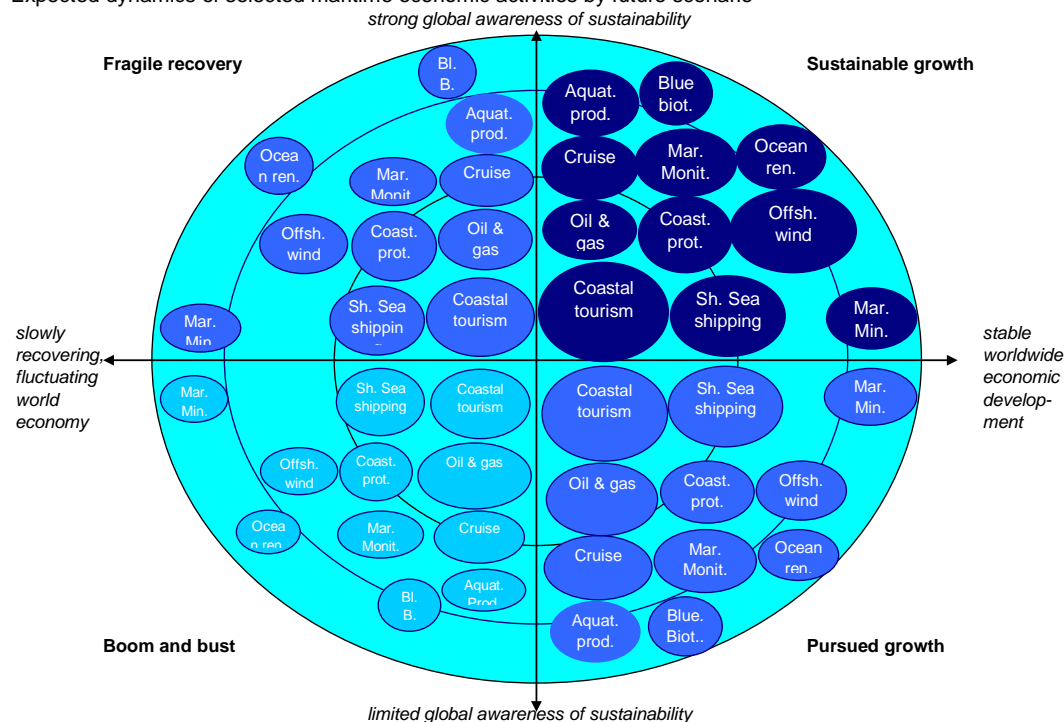 Expected dynamics of selected maritime economic activities by future scenario
strong global awareness of sustainability
Fragile recovery
Sustainable growth
Bl.
B.
Aquat.
prod.
Blue
biot.
Aquat.
prod.
Ocea
n ren.
Mar.
Monit
Cruise
Cruise
Mar.
Monit.
Ocean
ren.
Offsh.
wind
Coast.
prot.
Oil &
gas
Oil &
gas
Coast.
prot.
Offsh.
wind
Mar.
Min
Sh. Sea
shippin
Coastal
tourism
Coastal
tourism
Sh. Sea
shipping
Mar.
Min.
slowly
recovering,
fluctuating
world
economy
stable
worldwide
economic
develop-
ment
Mar.
Min.
Sh. Sea
shipping
Coastal
tourism
Coastal
tourism
Sh. Sea
shipping
Mar.
Min.
Offsh.
wind
Coast.
prot.
Oil & gas
Oil & gas
Coast.
prot.
Offsh.
wind
Ocea
n ren
Mar.
Monit.
Cruise
Cruise
Mar.
Monit.
Ocean
ren.
Bl.
B.
Aquat.
Prod
Aquat.
prod.
Blue.
Biot..
Boom and bust
Pursued growth
limited global awareness of sustainability